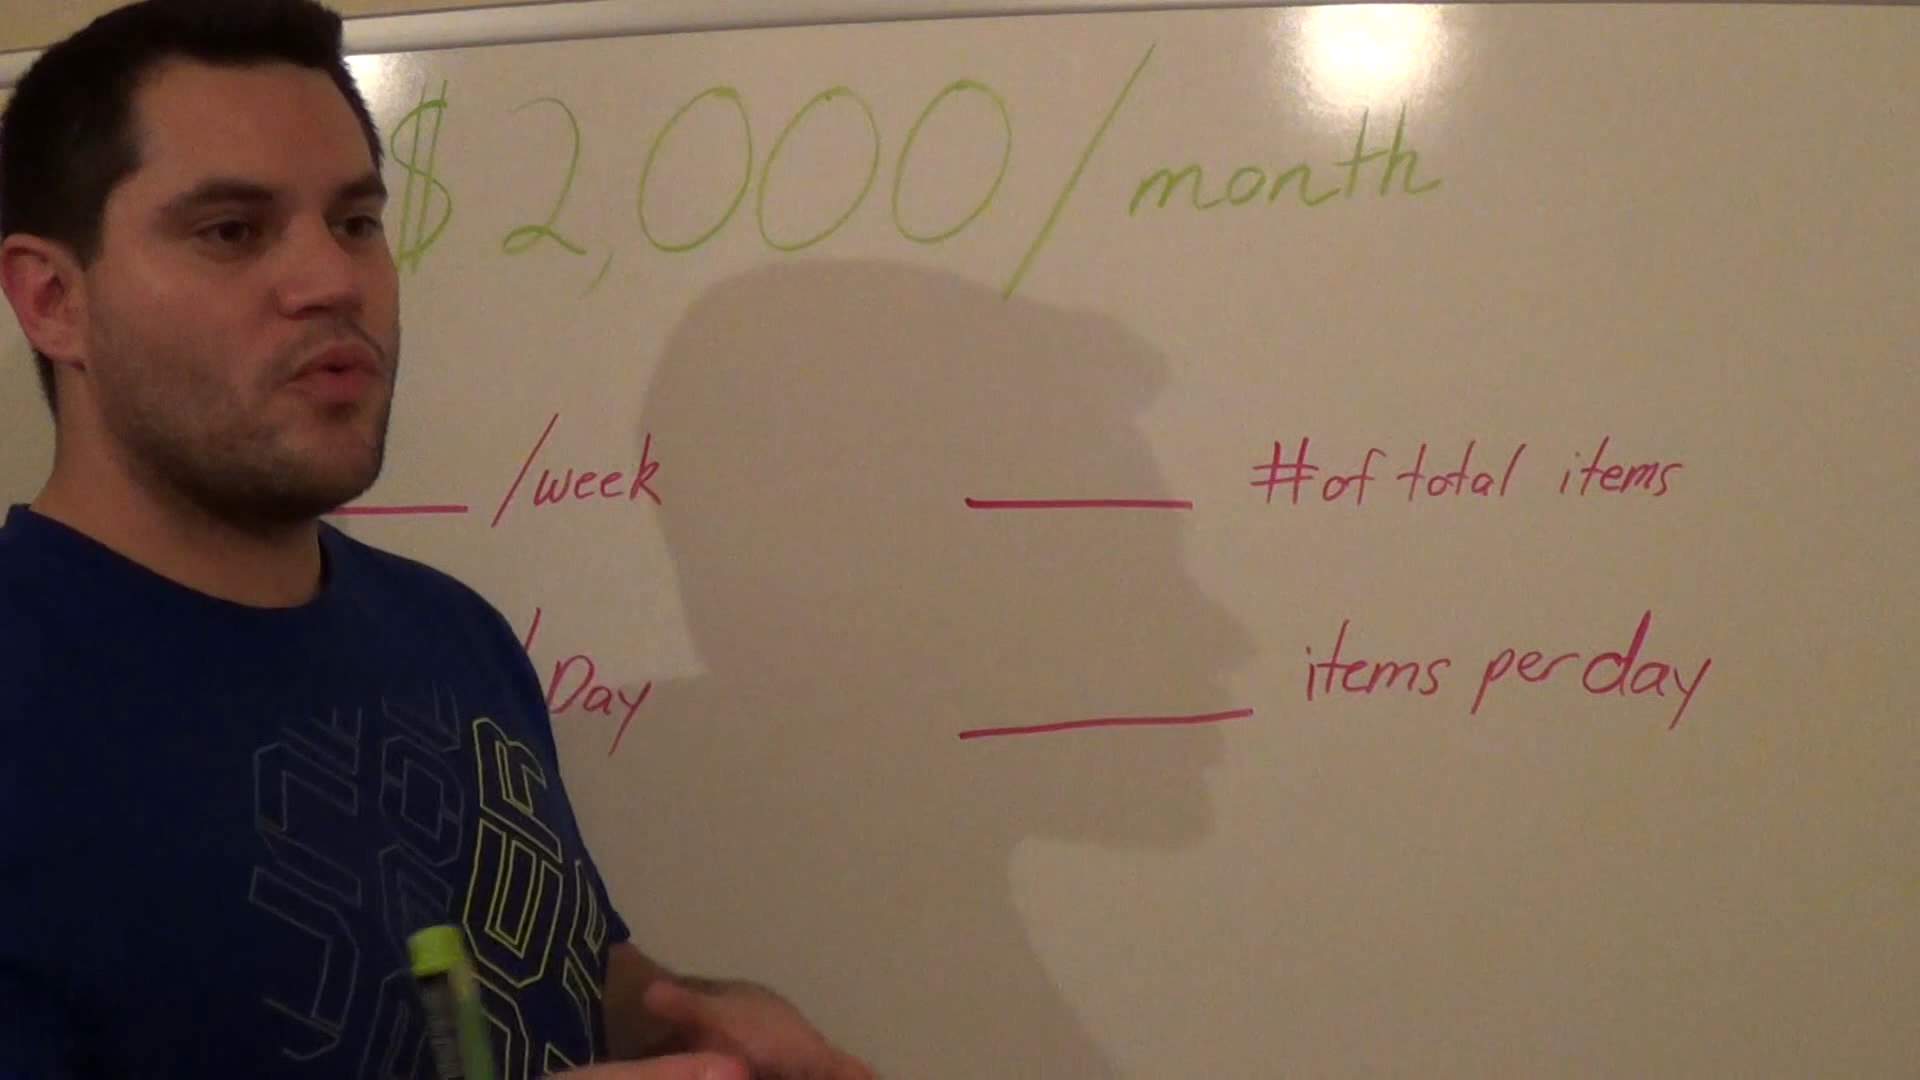 $2,000/month
/week
# of total items
/Day
items per day